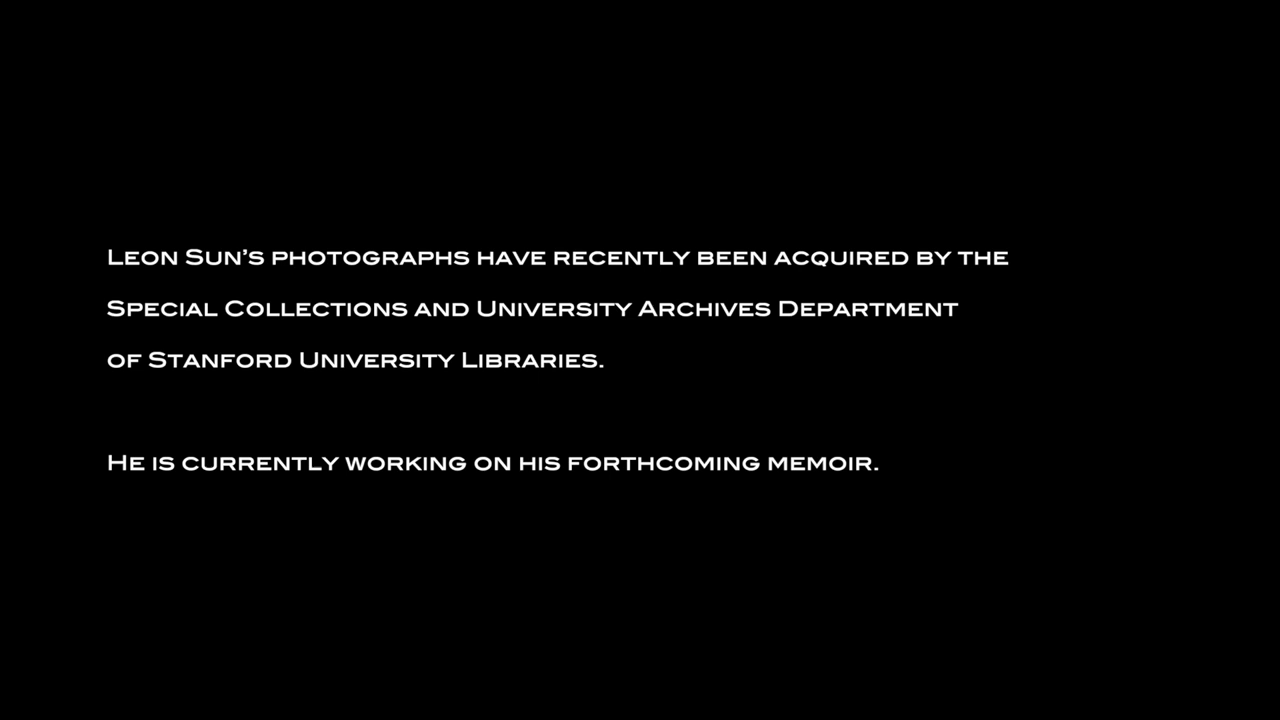 Leon Sun’s photographs have recently been acquired by the
Special Collections and University Archives Department
of Stanford University Libraries.
He is currently working on his forthcoming memoir.